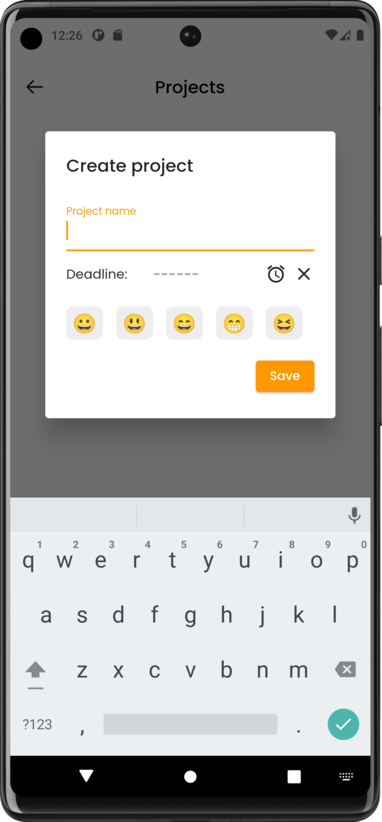 12:26
Projects
Create project
Project name
Deadline: ------
😀 😃 😄 😁 😆
Save
1 2 3 4 5 6 7 8 9 0
q w e r t y u i o p
a s d f g h j k l
z x c v b n m
?123 , .